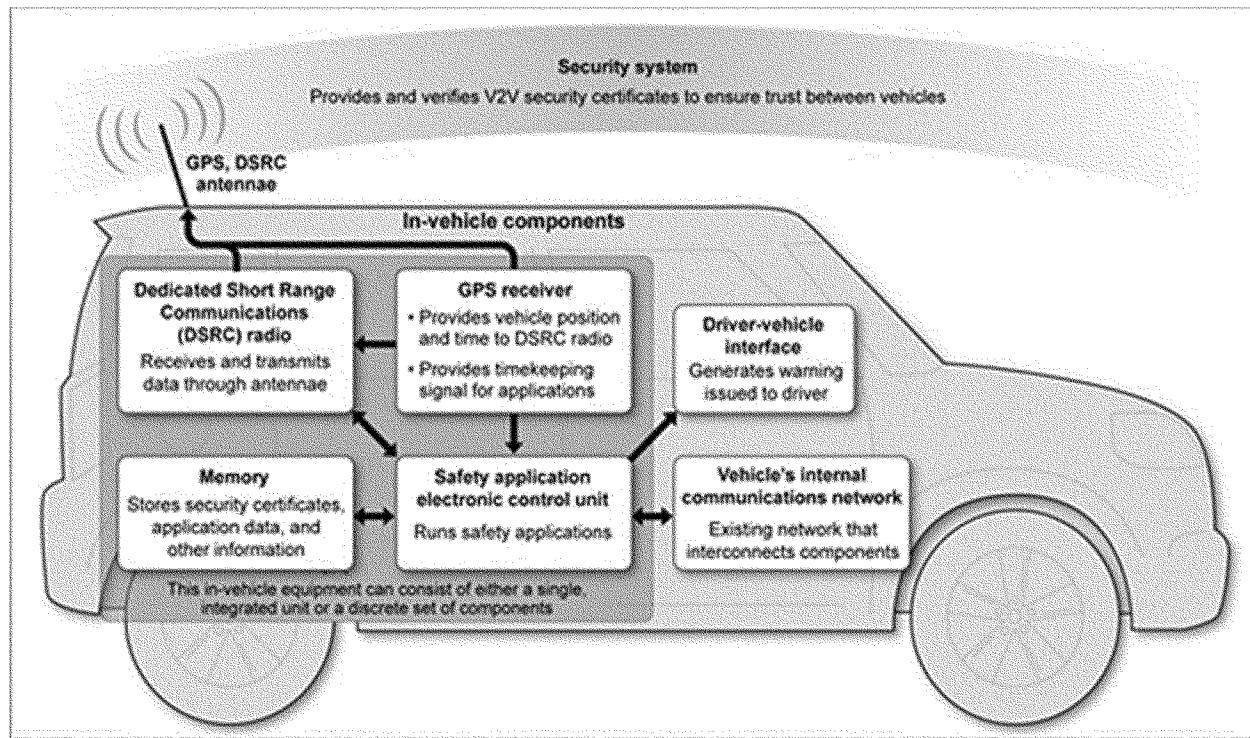 Security system
Provides and verifies V2V security certificates to ensure trust between vehicles
GPS, DSRC
antennae
In-vehicle components
Dedicated Short Range
Communications
(DSRC) radio
Receives and transmits
data through antennae
GPS receiver
• Provides vehicle position
and time to DSRC radio
• Provides timekeeping
signal for applications
Driver-vehicle
interface
Generates warning
issued to driver
Memory
Stores security certificates,
application data, and
other information
Safety application
electronic control unit
Runs safety applications
Vehicle's internal
communications network
Existing network that
interconnects components
This in-vehicle equipment can consist of either a single,
integrated unit or a discrete set of components